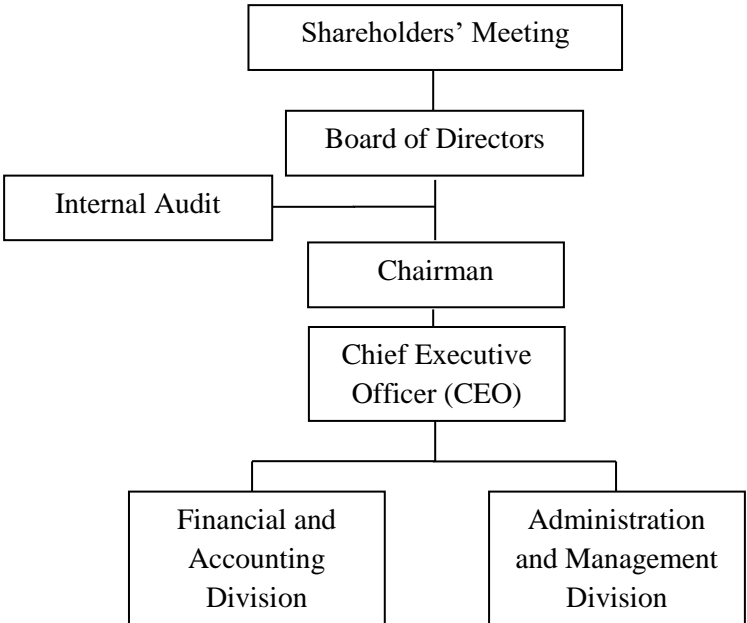 Shareholders’ Meeting
Board of Directors
Internal Audit
Chairman
Chief Executive
Officer (CEO)
Financial and
Accounting
Division
Administration
and Management
Division